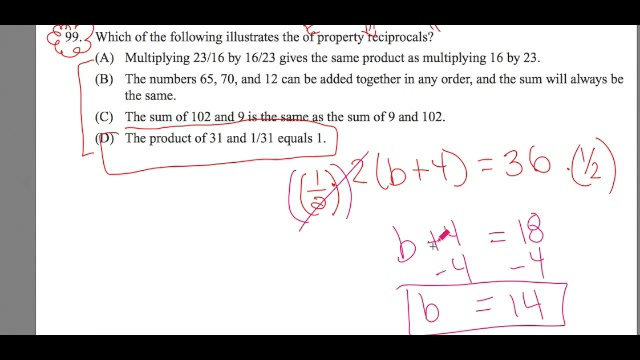 99. Which of the following illustrates the of property reciprocals?
(A) Multiplying 23/16 by 16/23 gives the same product as multiplying 16 by 23.
(B) The numbers 65, 70, and 12 can be added together in any order, and the sum will always be
the same.
(C) The sum of 102 and 9 is the same as the sum of 9 and 102.
(D) The product of 31 and 1/31 equals 1.
((1/2)·) 2(b+4) = 36 · (1/2)
b + 4 = 18
-4 -4
b = 14